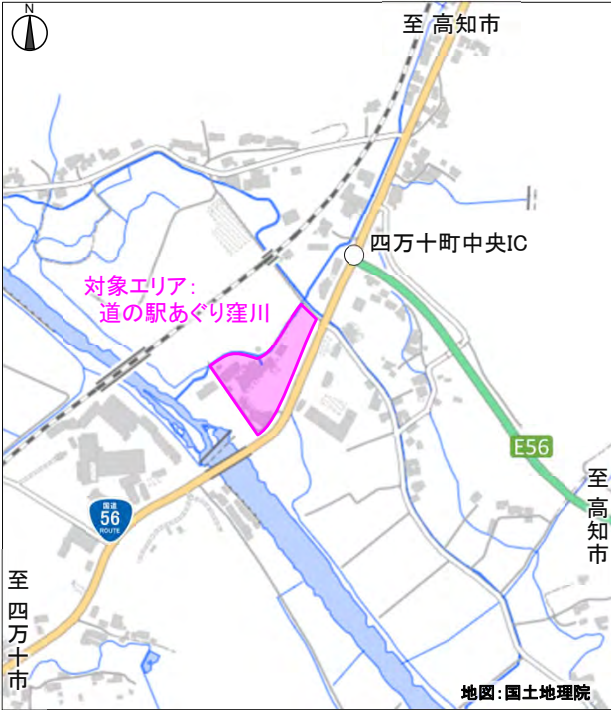 N
至 高知市
四万十町中央IC
対象エリア:
道の駅あぐり窪川
E56
至 高知市
国道
56
ROUTE
至 四万十市
地図:国土地理院